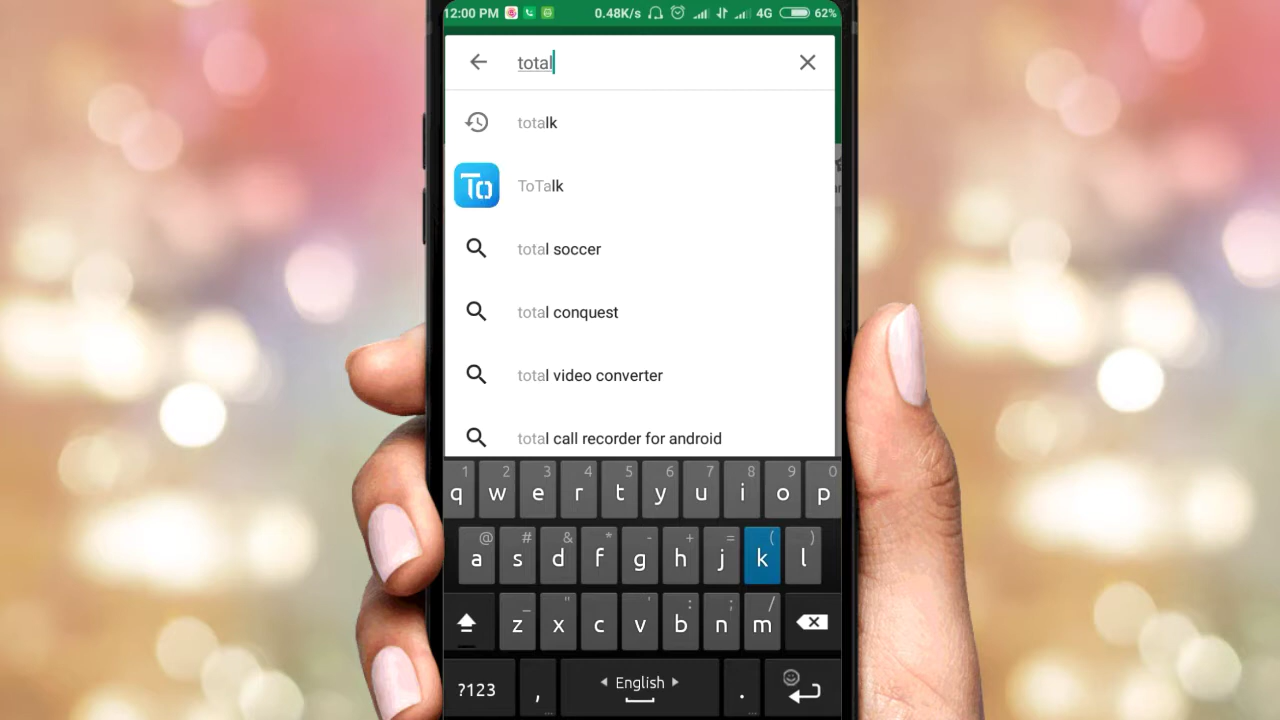 12:00 PM 0.48K/s 4G 62%
total
totalk
To ToTalk
total soccer
total conquest
total video converter
total call recorder for android
1 2 3 4 5 6 7 8 9 0
q w e r t y u i o p
@ # & * - + = ( )
a s d f g h j k l
_ " ' : ; /
z x c v b n m
?123 , English .